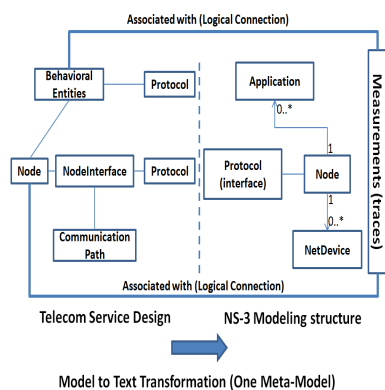 Associated with (Logical Connection)
Behavioral
Entities
Protocol
Node
NodeInterface
Protocol
Communication
Path
Application
0..*
1
Protocol
(interface)
Node
1
0..*
NetDevice
Measurements (traces)
Associated with (Logical Connection)
Telecom Service Design
NS-3 Modeling structure
Model to Text Transformation (One Meta-Model)